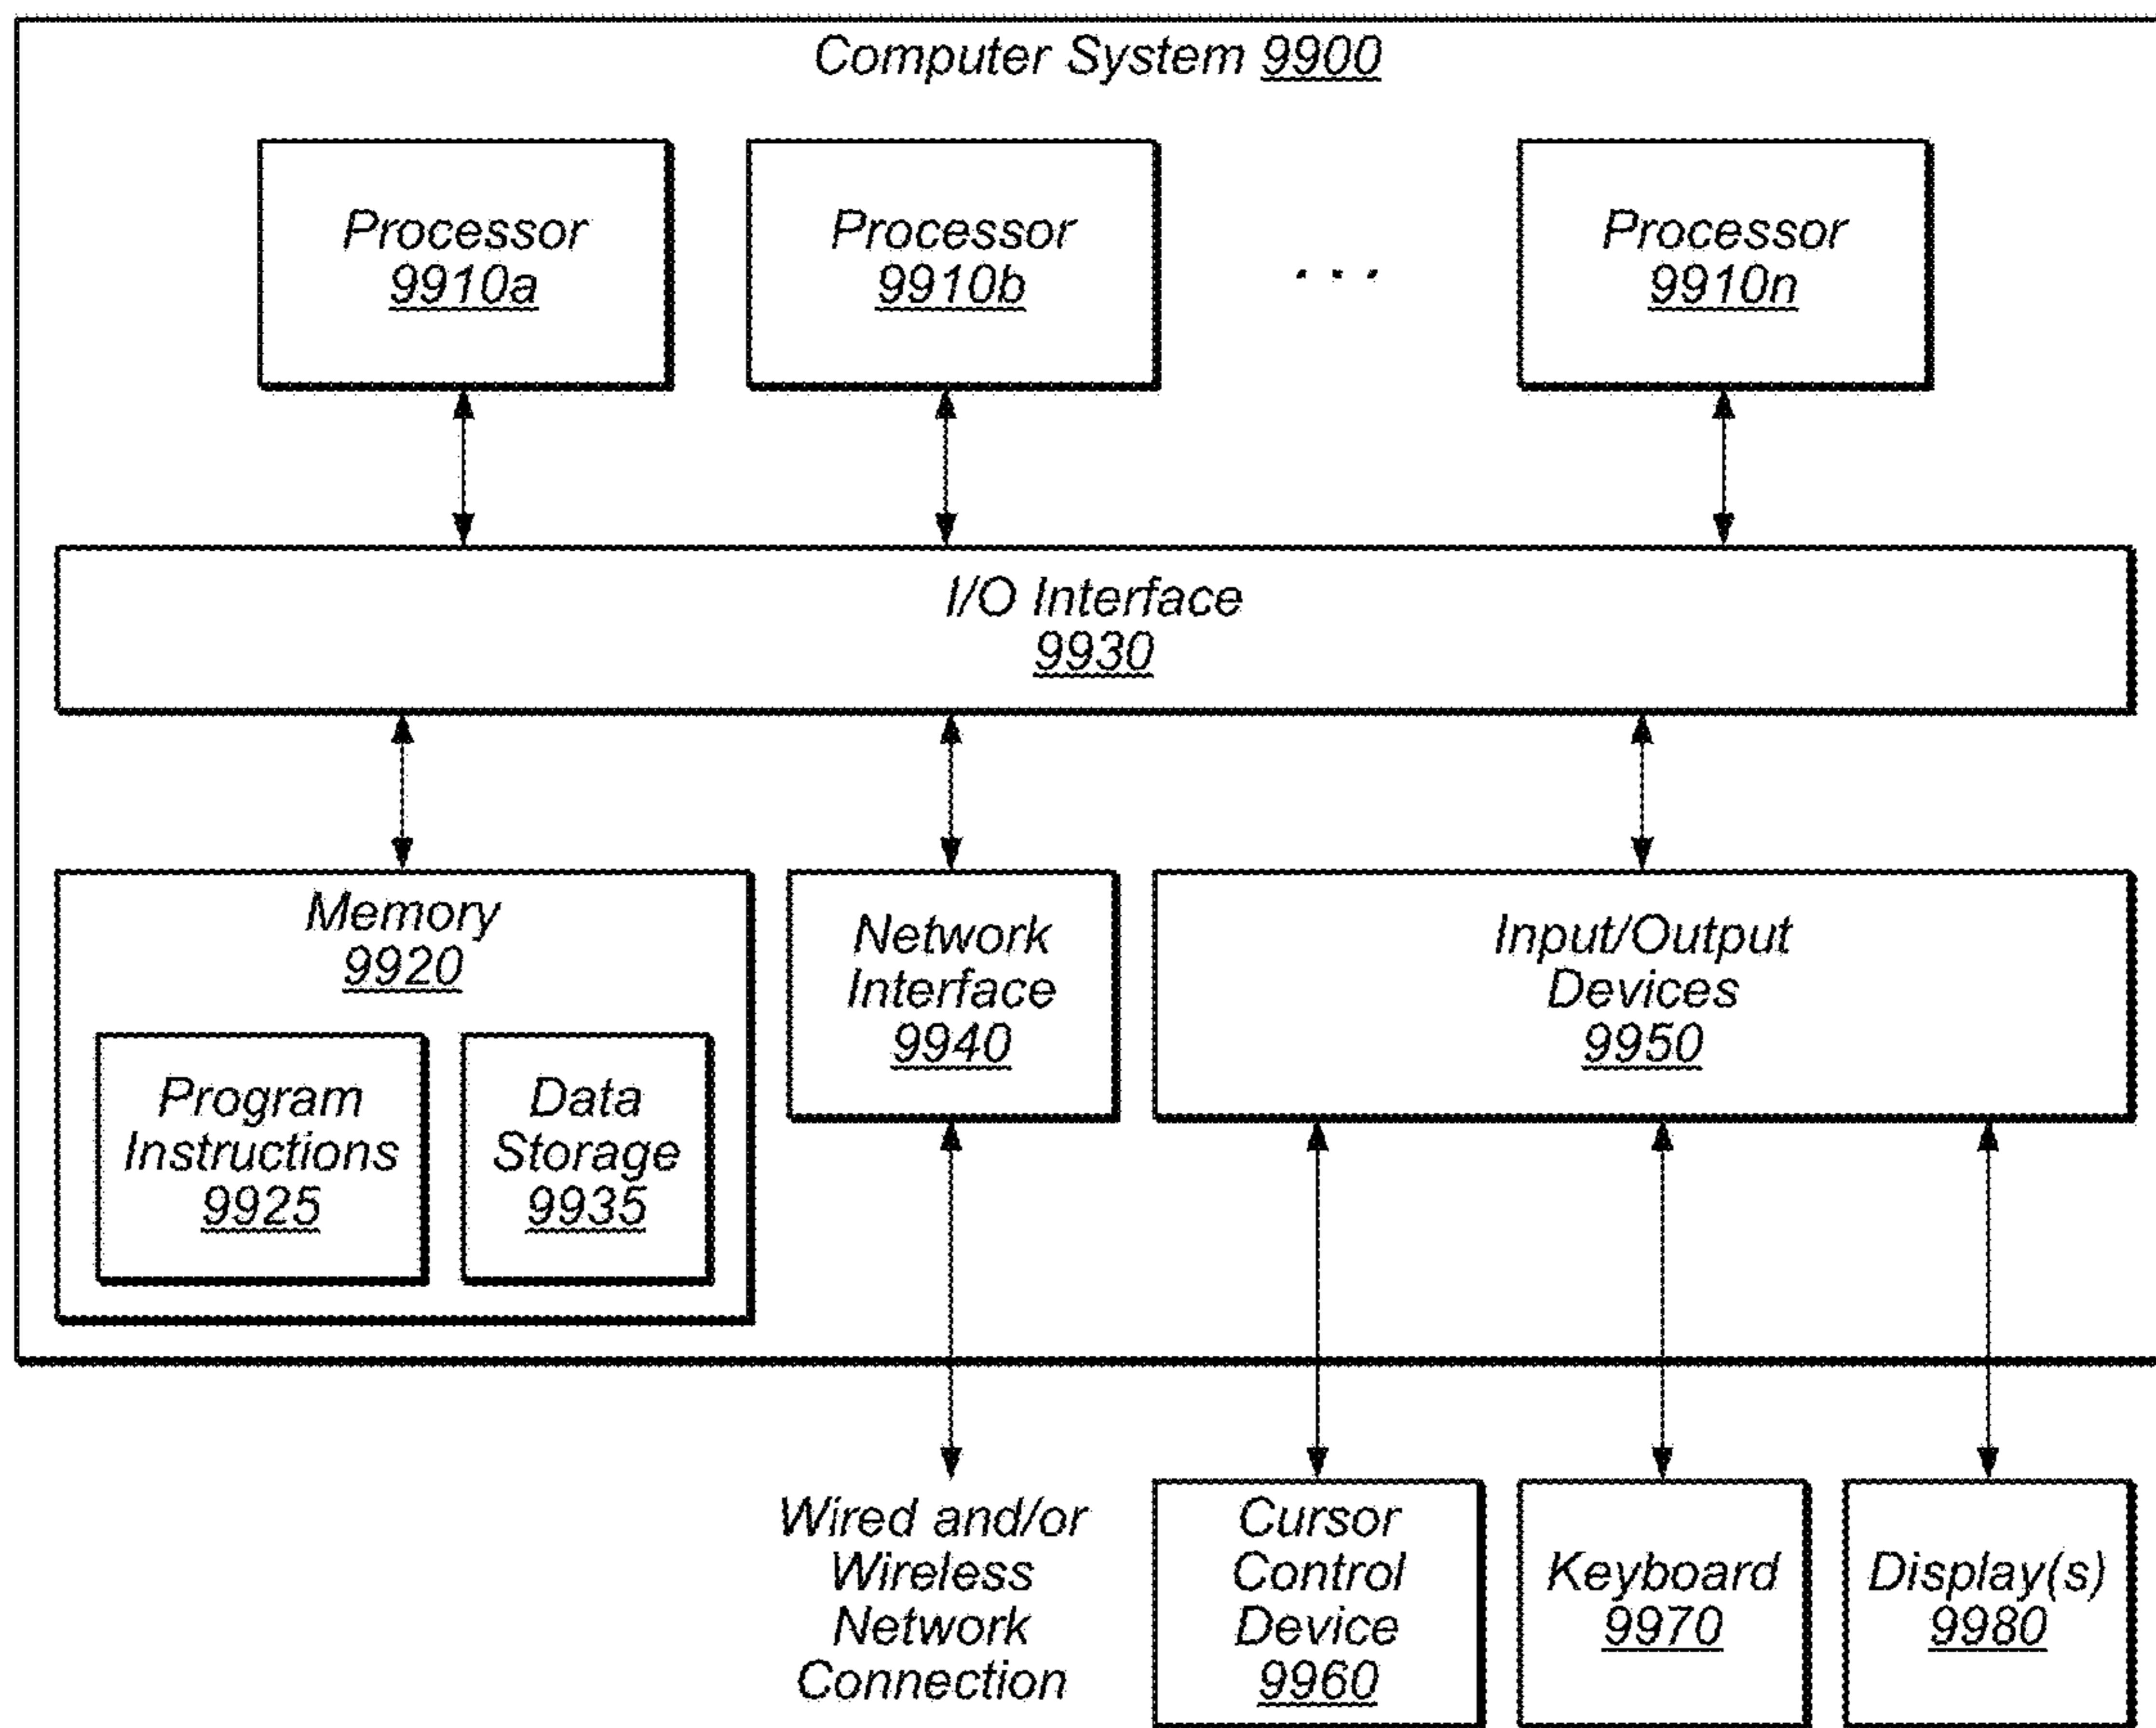 Computer System 9900
Processor
9910a
Processor
9910b
. . .
Processor
9910n
I/O Interface
9930
Memory
9920
Program
Instructions
9925
Data
Storage
9935
Network
Interface
9940
Input/Output
Devices
9950
Wired and/or
Wireless
Network
Connection
Cursor
Control
Device
9960
Keyboard
9970
Display(s)
9980